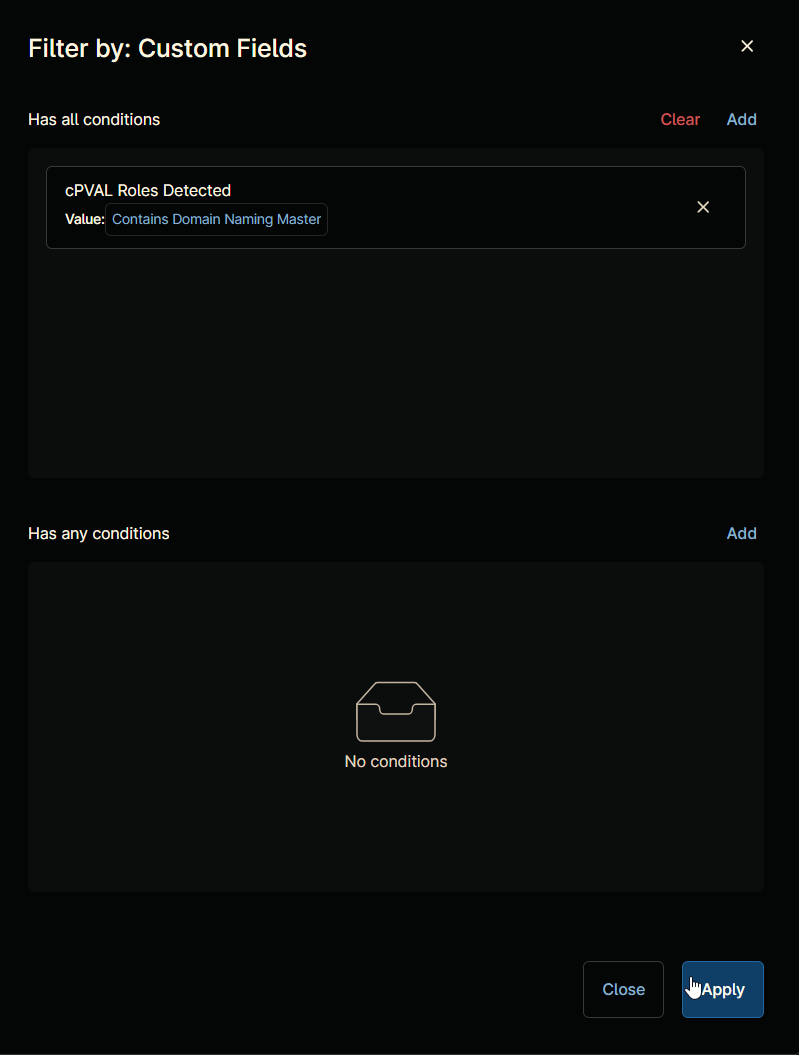 Filter by: Custom Fields
Has all conditions
Clear
Add
cPVAL Roles Detected
Value: Contains Domain Naming Master
Has any conditions
Add
No conditions
Close
Apply